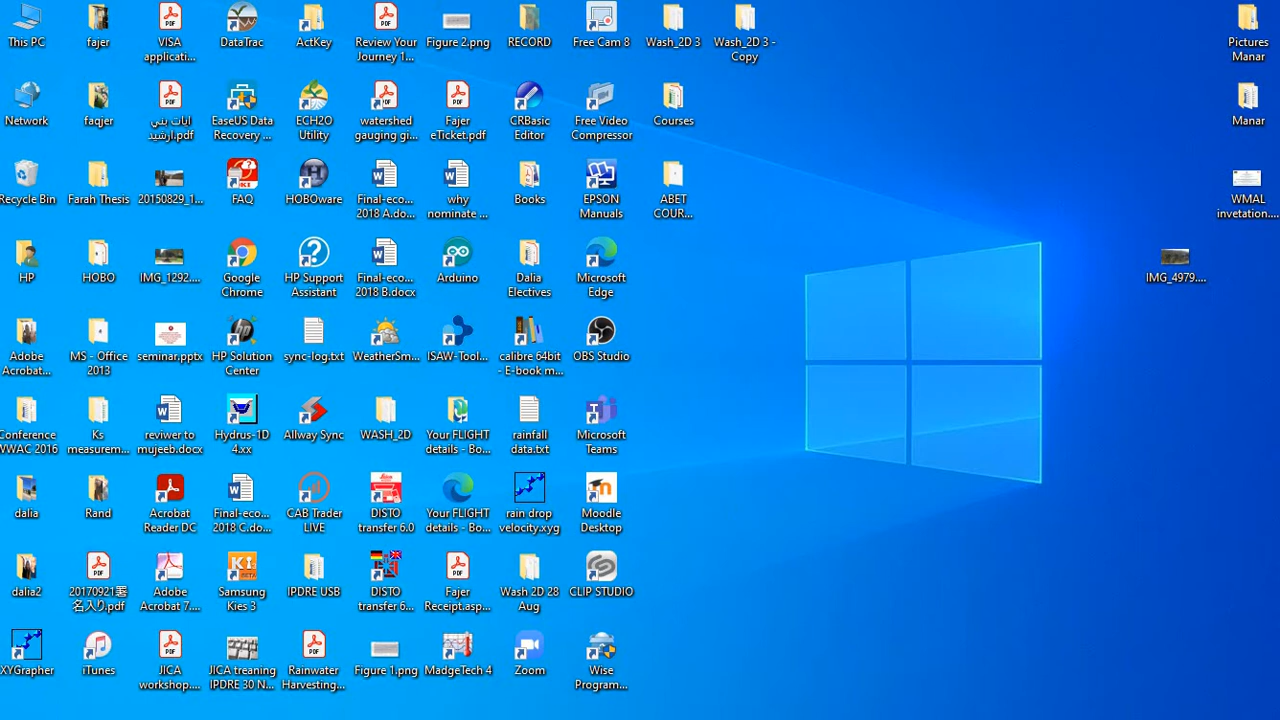 This PC
fajer
VISA
applicati...
DataTrac
ActKey
Review Your
Journey 1...
Figure 2.png
RECORD
Free Cam 8
Wash_2D 3
Wash_2D 3 -
Copy
Pictures
Manar
Network
faqjer
اثبات بني
ارشيد.pdf
EaseUS Data
Recovery ...
ECH2O
Utility
watershed
gauging gi...
Fajer
eTicket.pdf
CRBasic
Editor
Free Video
Compressor
Courses
Manar
Recycle Bin
Farah Thesis
20150829_1...
FAQ
HOBOware
Final-eco...
2018 A.do...
why
nominate ...
Books
EPSON
Manuals
ABET
COUR...
WMAL
invetation....
HP
HOBO
IMG_1292....
Google
Chrome
HP Support
Assistant
Final-eco...
2018 B.docx
Arduino
Dalia
Electives
Microsoft
Edge
IMG_4979....
Adobe
Acrobat...
MS - Office
2013
seminar.pptx
HP Solution
Center
sync-log.txt
WeatherSm...
ISAW-Tool...
calibre 64bit
- E-book m...
OBS Studio
Conference
WWAC 2016
Ks
measurem...
reviwer to
mujeeb.docx
Hydrus-1D
4.xx
Allway Sync
WASH_2D
Your FLIGHT
details - Bo...
rainfall
data.txt
Microsoft
Teams
dalia
Rand
Acrobat
Reader DC
Final-eco...
2018 C.do...
CAB Trader
LIVE
DISTO
transfer 6.0
Your FLIGHT
details - Bo...
rain drop
velocity.xyg
Moodle
Desktop
dalia2
20170921署
名入り.pdf
Adobe
Acrobat 7....
Samsung
Kies 3
IPDRE USB
DISTO
transfer 6...
Fajer
Receipt.asp...
Wash 2D 28
Aug
CLIP STUDIO
XYGrapher
iTunes
JICA
workshop....
JICA treaning
IPDRE 30 N...
Rainwater
Harvesting...
Figure 1.png
MadgeTech 4
Zoom
Wise
Program...